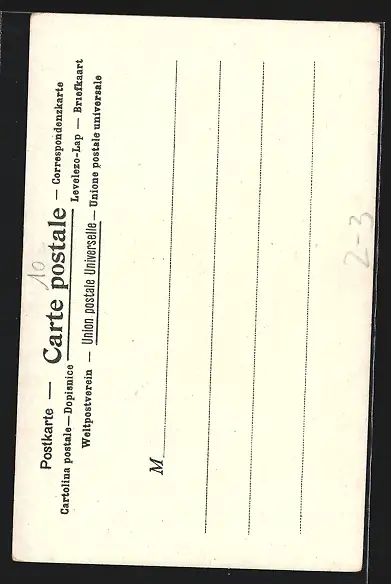 Postkarte — Carte postale — Correspondenzkarte
Cartolina postale — Dopisnice Levelezo-Lap — Briefkaart
Weltpostverein — Union postale Universelle — Unione postale universale
M
10
2-3